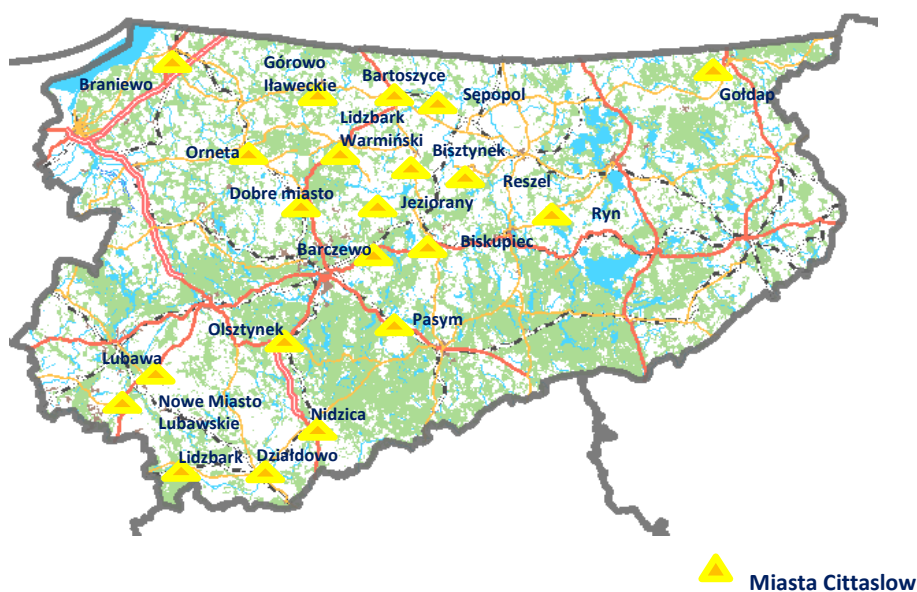 Braniewo
Górowo
Iławeckie
Bartoszyce
Sępopol
Gołdap
Lidzbark
Warmiński
Orneta
Bisztynek
Reszel
Dobre miasto
Jeziorany
Ryn
Barczewo
Biskupiec
Pasym
Olsztynek
Lubawa
Nowe Miasto
Lubawskie
Nidzica
Lidzbark
Działdowo
Miasta Cittaslow